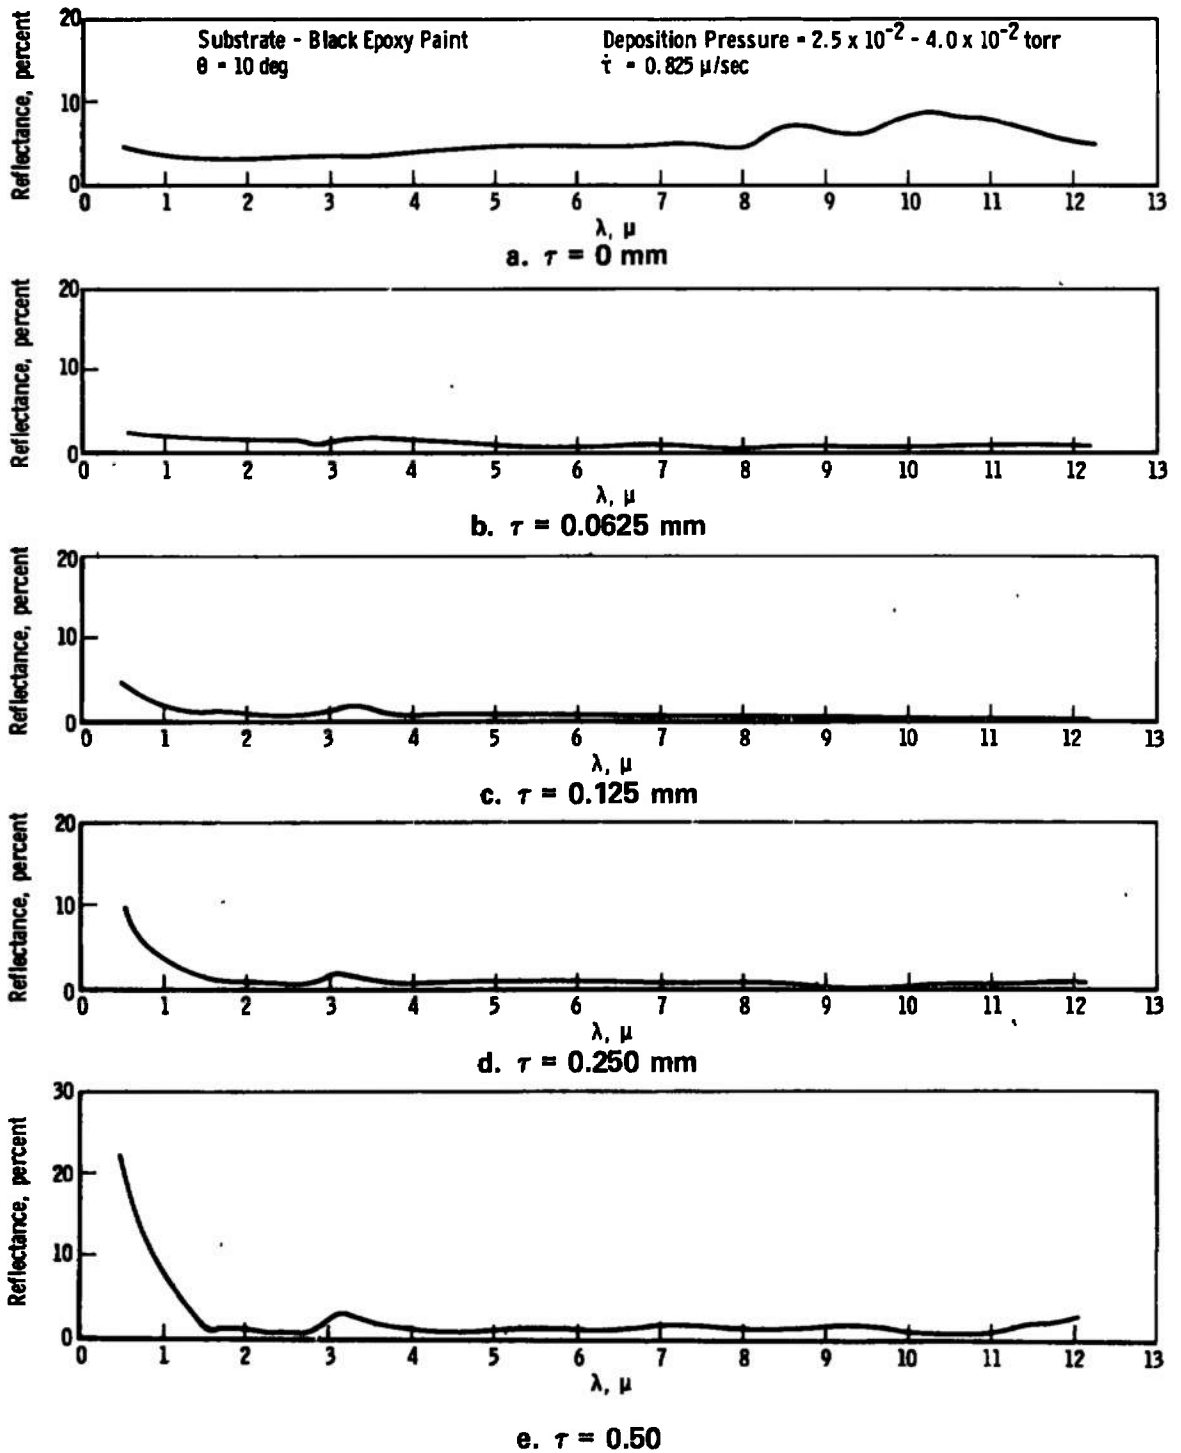 Substrate - Black Epoxy Paint
θ = 10 deg
Deposition Pressure = 2.5 x 10⁻² - 4.0 x 10⁻² torr
τ̇ = 0.825 μ/sec
Reflectance, percent
20
10
0
0 1 2 3 4 5 6 7 8 9 10 11 12 13
λ, μ
a. τ = 0 mm
Reflectance, percent
20
10
0
0 1 2 3 4 5 6 7 8 9 10 11 12 13
λ, μ
b. τ = 0.0625 mm
Reflectance, percent
20
10
0
0 1 2 3 4 5 6 7 8 9 10 11 12 13
λ, μ
c. τ = 0.125 mm
Reflectance, percent
20
10
0
0 1 2 3 4 5 6 7 8 9 10 11 12 13
λ, μ
d. τ = 0.250 mm
Reflectance, percent
30
20
10
0
0 1 2 3 4 5 6 7 8 9 10 11 12 13
λ, μ
e. τ = 0.50